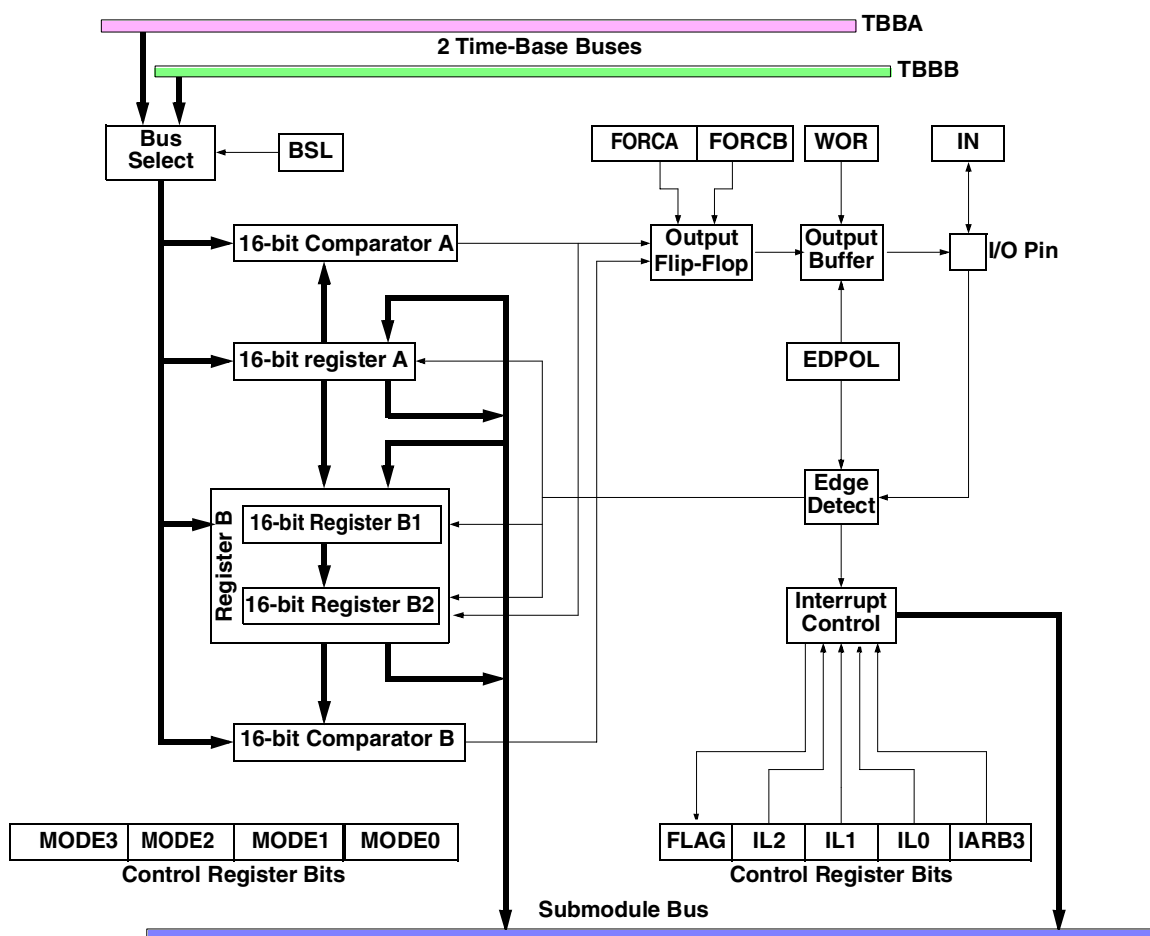 TBBA
2 Time-Base Buses
TBBB
Bus
Select
BSL
FORCA
FORCB
WOR
IN
16-bit Comparator A
Output
Flip-Flop
Output
Buffer
I/O Pin
16-bit register A
EDPOL
Edge
Detect
Register B
16-bit Register B1
16-bit Register B2
Interrupt
Control
16-bit Comparator B
MODE3
MODE2
MODE1
MODE0
Control Register Bits
FLAG
IL2
IL1
IL0
IARB3
Control Register Bits
Submodule Bus